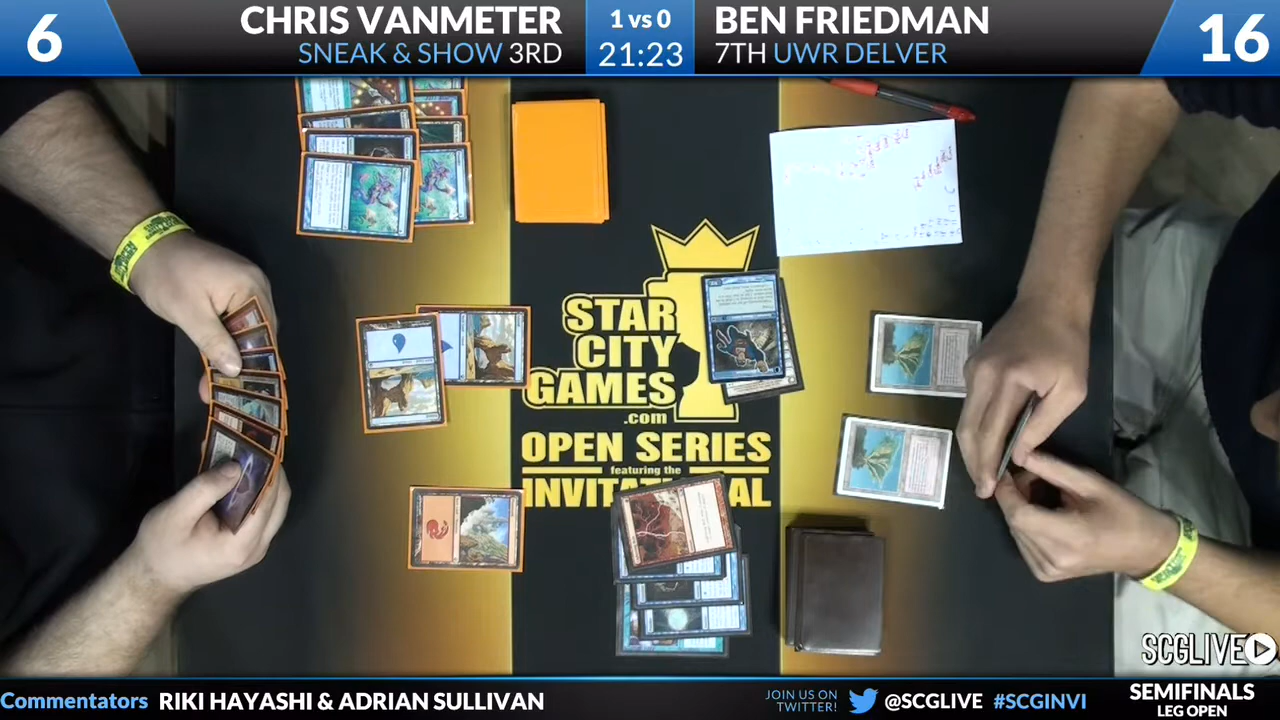 6
CHRIS VANMETER
SNEAK & SHOW 3RD
1 vs 0
21:23
BEN FRIEDMAN
7TH UWR DELVER
16
STAR
CITY
GAMES
.com
OPEN SERIES
featuring the
INVITATIONAL
SCGLIVE
Commentators RIKI HAYASHI & ADRIAN SULLIVAN
JOIN US ON
TWITTER!
@SCGLIVE #SCGINVI
SEMIFINALS
LEG OPEN